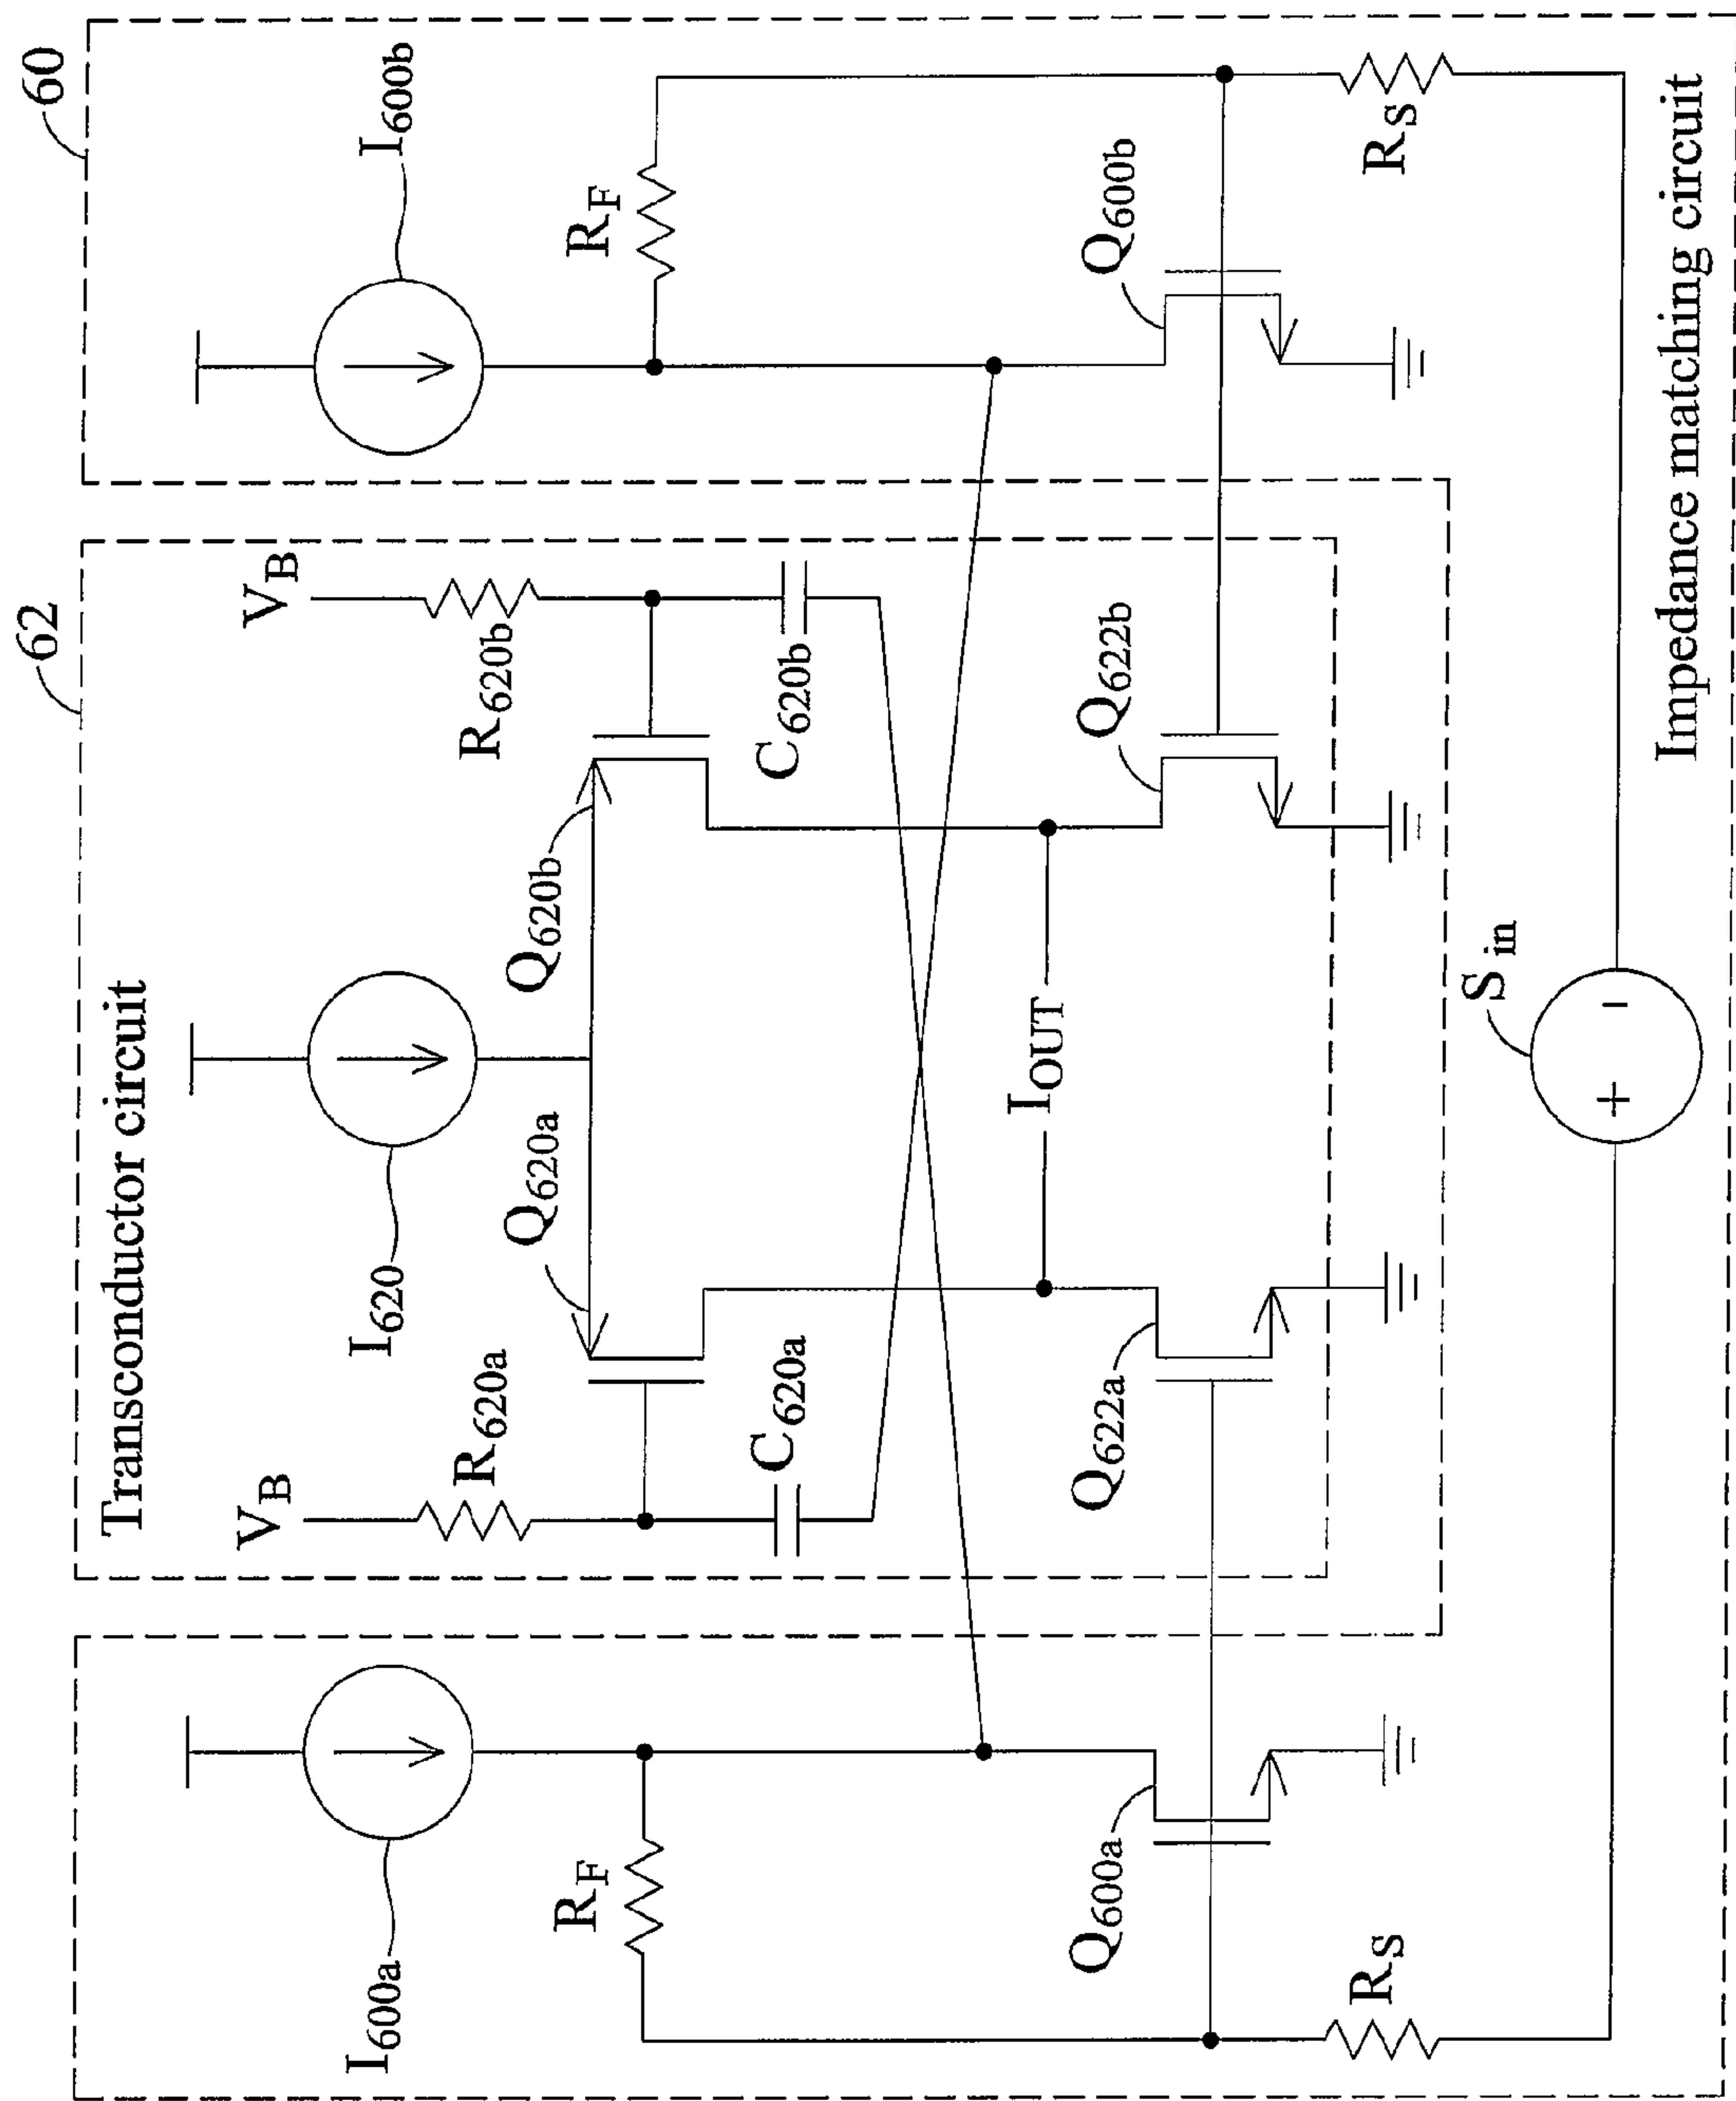 62
60
Transconductor circuit
I600a
I620
I600b
VB
VB
RF
R620a
R620b
RF
Q620a
Q620b
C620a
C620b
IOUT
Q600a
Q622a
Q622b
Q600b
RS
RS
Sin
+
-
Impedance matching circuit